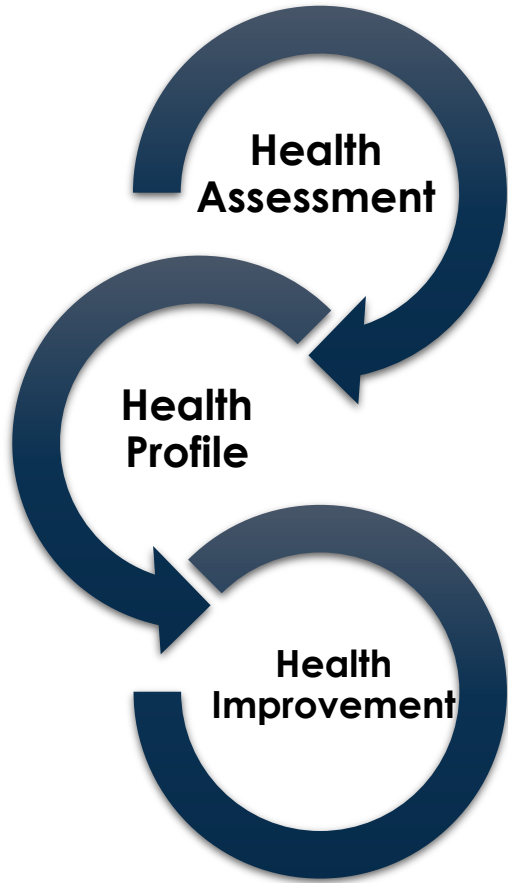 Health
Assessment
Health
Profile
Health
Improvement